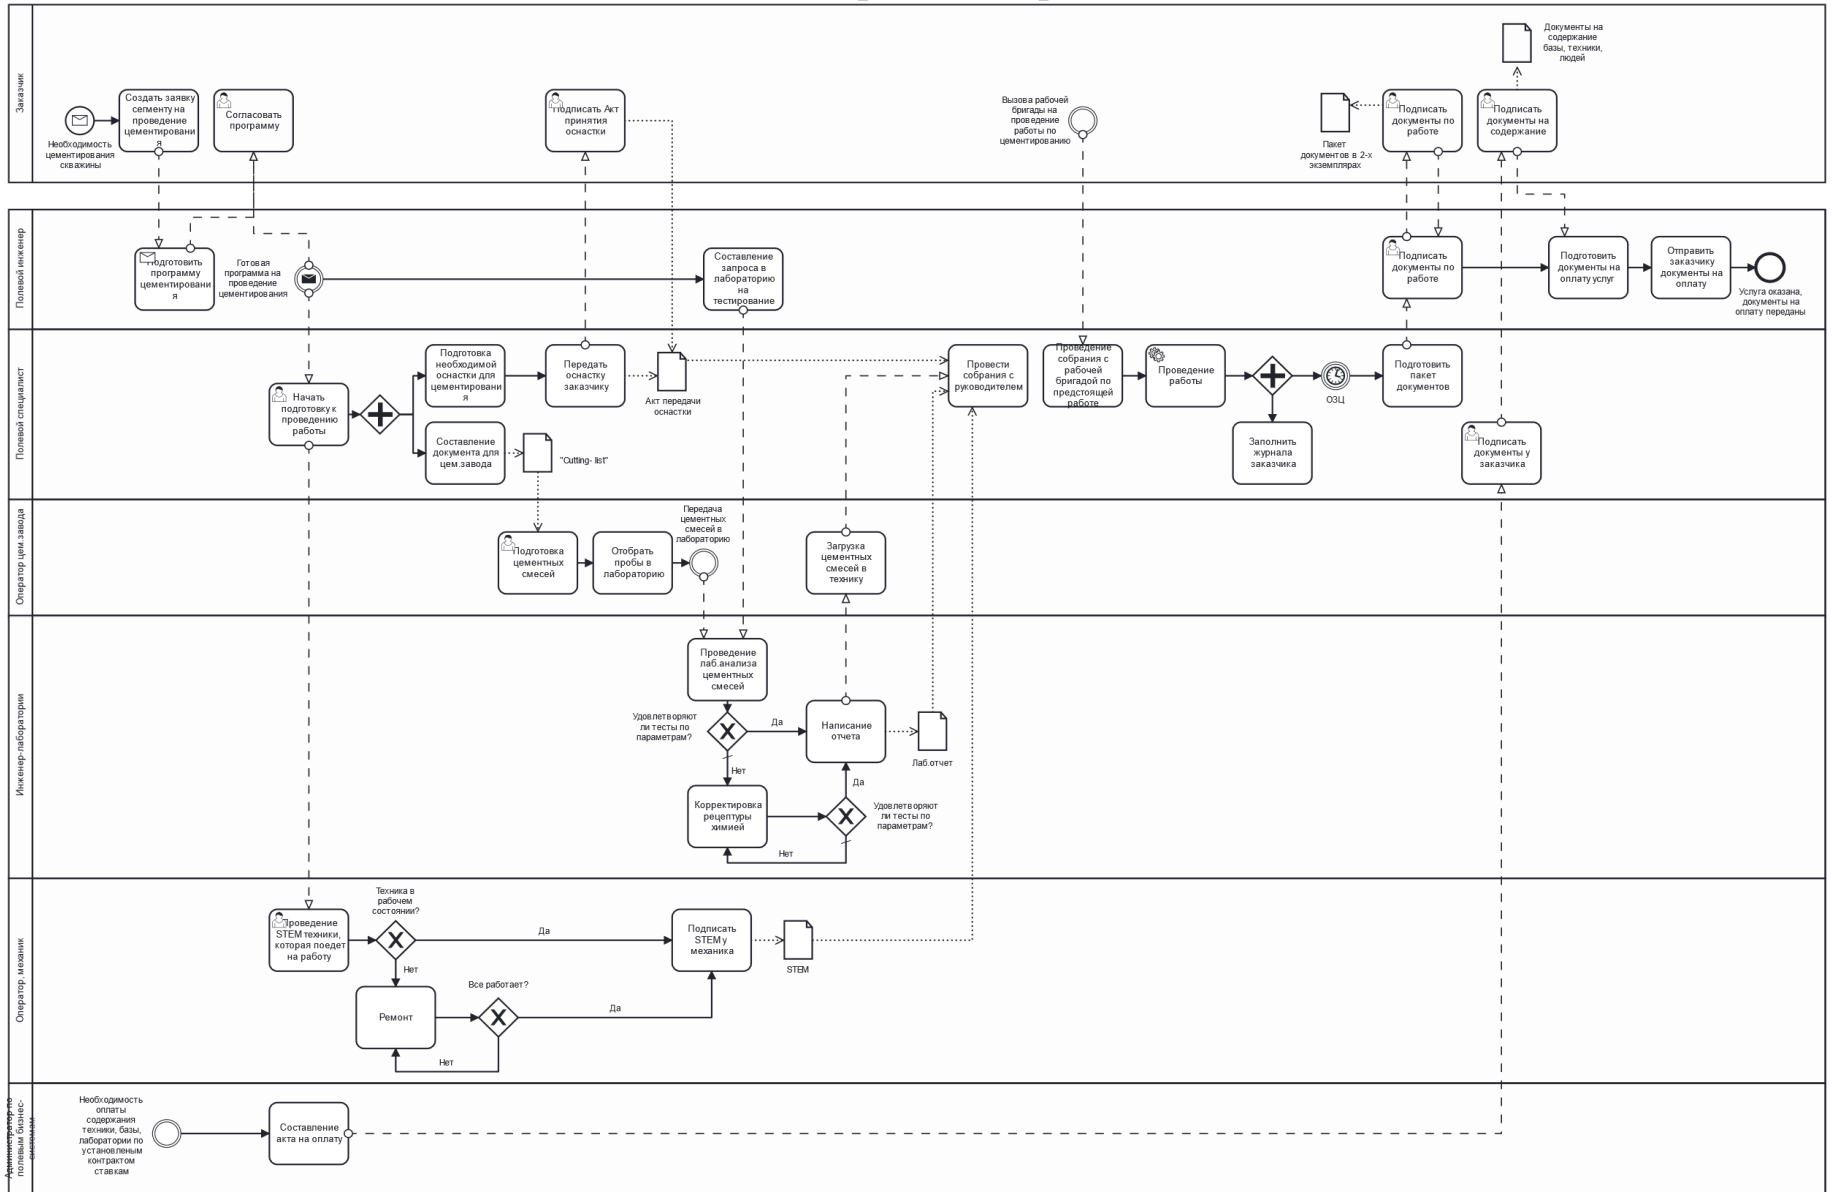 Заказчик
Необходимость
цементирования
скважины
Создать заявку
сегменту на
проведение
цементировани
я
Согласовать
программу
Подписать Акт
принятия
оснастки
Вызова рабочей
бригады на
проведение
работы по
цементированию
Пакет
документов в 2-х
экземплярах
Подписать
документы по
работе
Подписать
документы на
содержание
Документы на
содержание
базы, техники,
людей
Полевой инженер
Подготовить
программу
цементировани
я
Готовая
программа на
проведение
цементирования
Составление
запроса в
лабораторию
на
тестирование
Подписать
документы по
работе
Подготовить
документы на
оплату услуг
Отправить
заказчику
документы на
оплату
Услуга оказана,
документы на
оплату переданы
Полевой специалист
Начать
подготовку к
проведению
работы
Подготовка
необходимой
оснастки для
цементировани
я
Передать
оснастку
заказчику
Акт передачи
оснастки
Составление
документа для
цем.завода
"Cutting- list"
Провести
собрания с
руководителем
Проведение
собрания с
рабочей
бригадой по
предстоящей
работе
Проведение
работы
ОЗЦ
Заполнить
журнала
заказчика
Подготовить
пакет
документов
Подписать
документы у
заказчика
Оператор цем.завода
Подготовка
цементных
смесей
Отобрать
пробы в
лабораторию
Передача
цементных
смесей в
лабораторию
Загрузка
цементных
смесей в
технику
Инженер-лаборатории
Проведение
лаб.анализа
цементных
смесей
Удовлетворяют
ли тесты по
параметрам?
Да
Нет
Написание
отчета
Лаб.отчет
Корректировка
рецептуры
химией
Да
Удовлетворяют
ли тесты по
параметрам?
Нет
Оператор, механик
Проведение
STEM техники,
которая поедет
на работу
Техника в
рабочем
состоянии?
Да
Нет
Подписать
STEM у
механика
STEM
Ремонт
Все работает?
Да
Нет
Администратор по
полевым бизнес-
системам
Необходимость
оплаты
содержания
техники, базы,
лаборатории по
установленым
контрактом
ставкам
Составление
акта на оплату